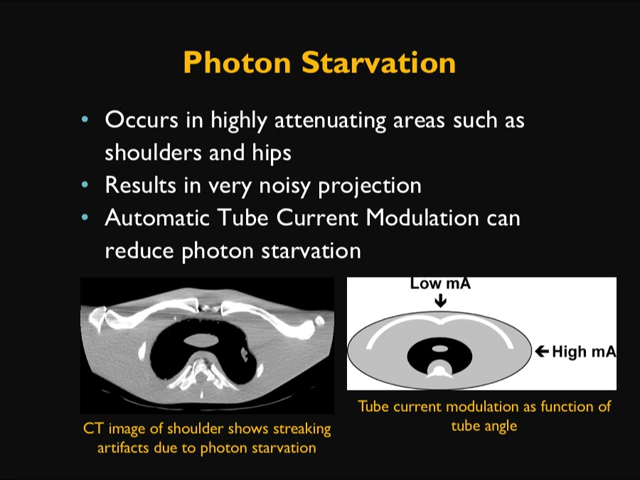 Photon Starvation
• Occurs in highly attenuating areas such as
shoulders and hips
• Results in very noisy projection
• Automatic Tube Current Modulation can
reduce photon starvation
Low mA
High mA
CT image of shoulder shows streaking
artifacts due to photon starvation
Tube current modulation as function of
tube angle